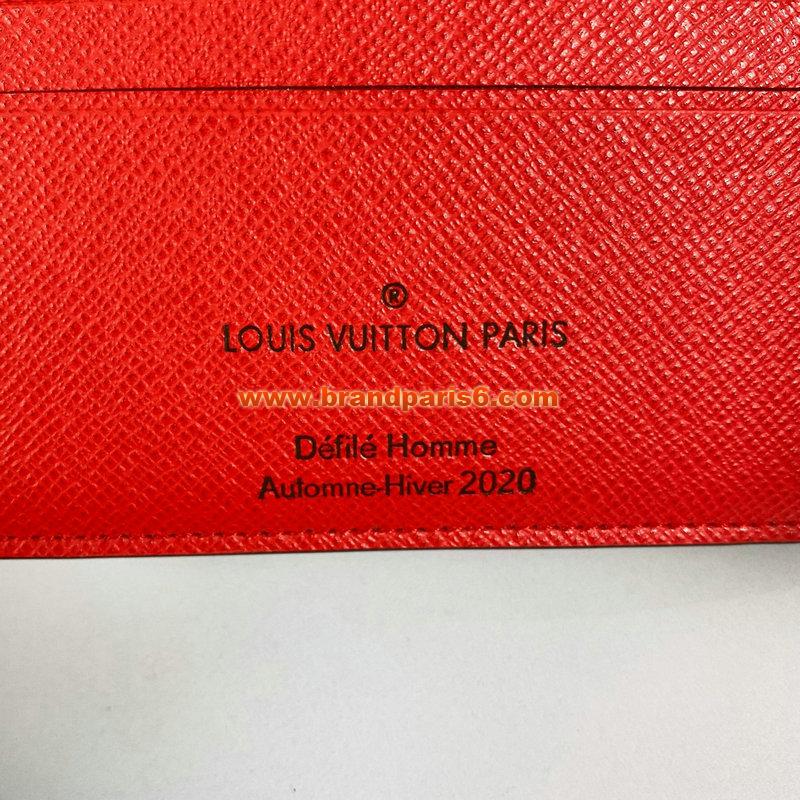 ®
LOUIS VUITTON PARIS
www.brandparis6.com
Défilé Homme
Automne-Hiver 2020